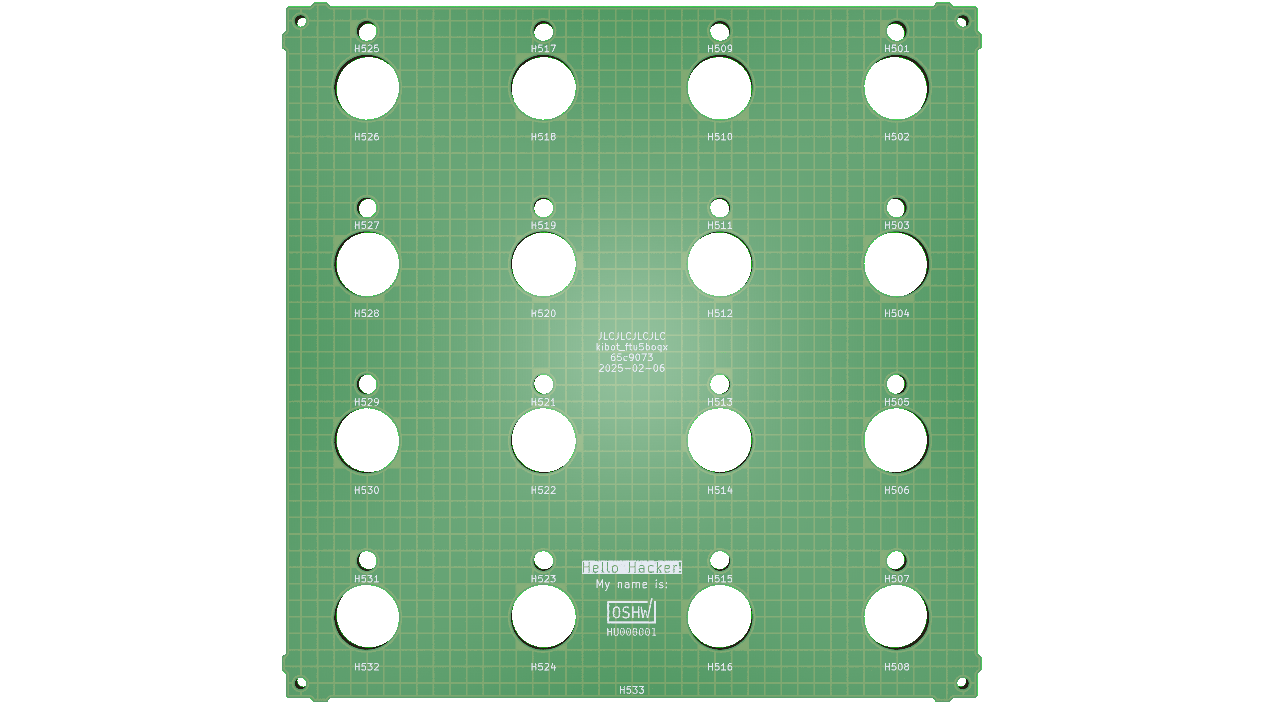 H525 H517 H509 H501
H526 H518 H510 H502
H527 H519 H511 H503
H528 H520 H512 H504
JLCJLCJLCJLC
kibot_ftu5boqx
65c9073
2025-02-06
H529 H521 H513 H505
H530 H522 H514 H506
Hello Hacker!
H531 H523 H515 H507
My name is:
OSHW
HU006001
H532 H524 H516 H508
H533